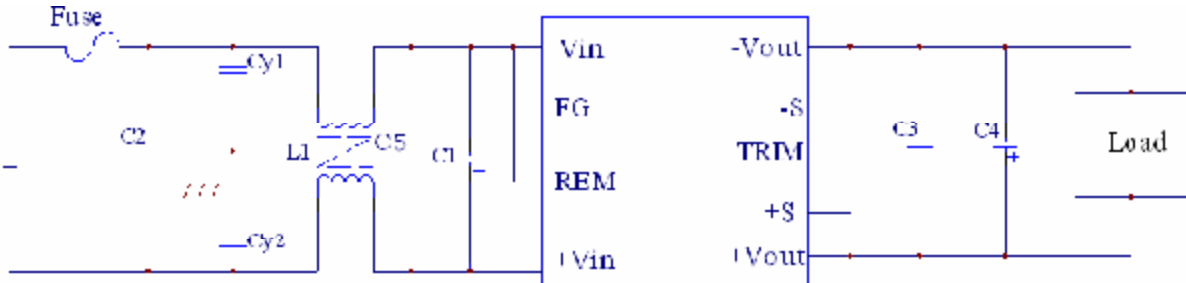 Fuse
Cy1
C2
L1
C5
C1
Cy2
Vin
FG
REM
+Vin
-Vout
-S
TRIM
+S
+Vout
C3
C4
Load